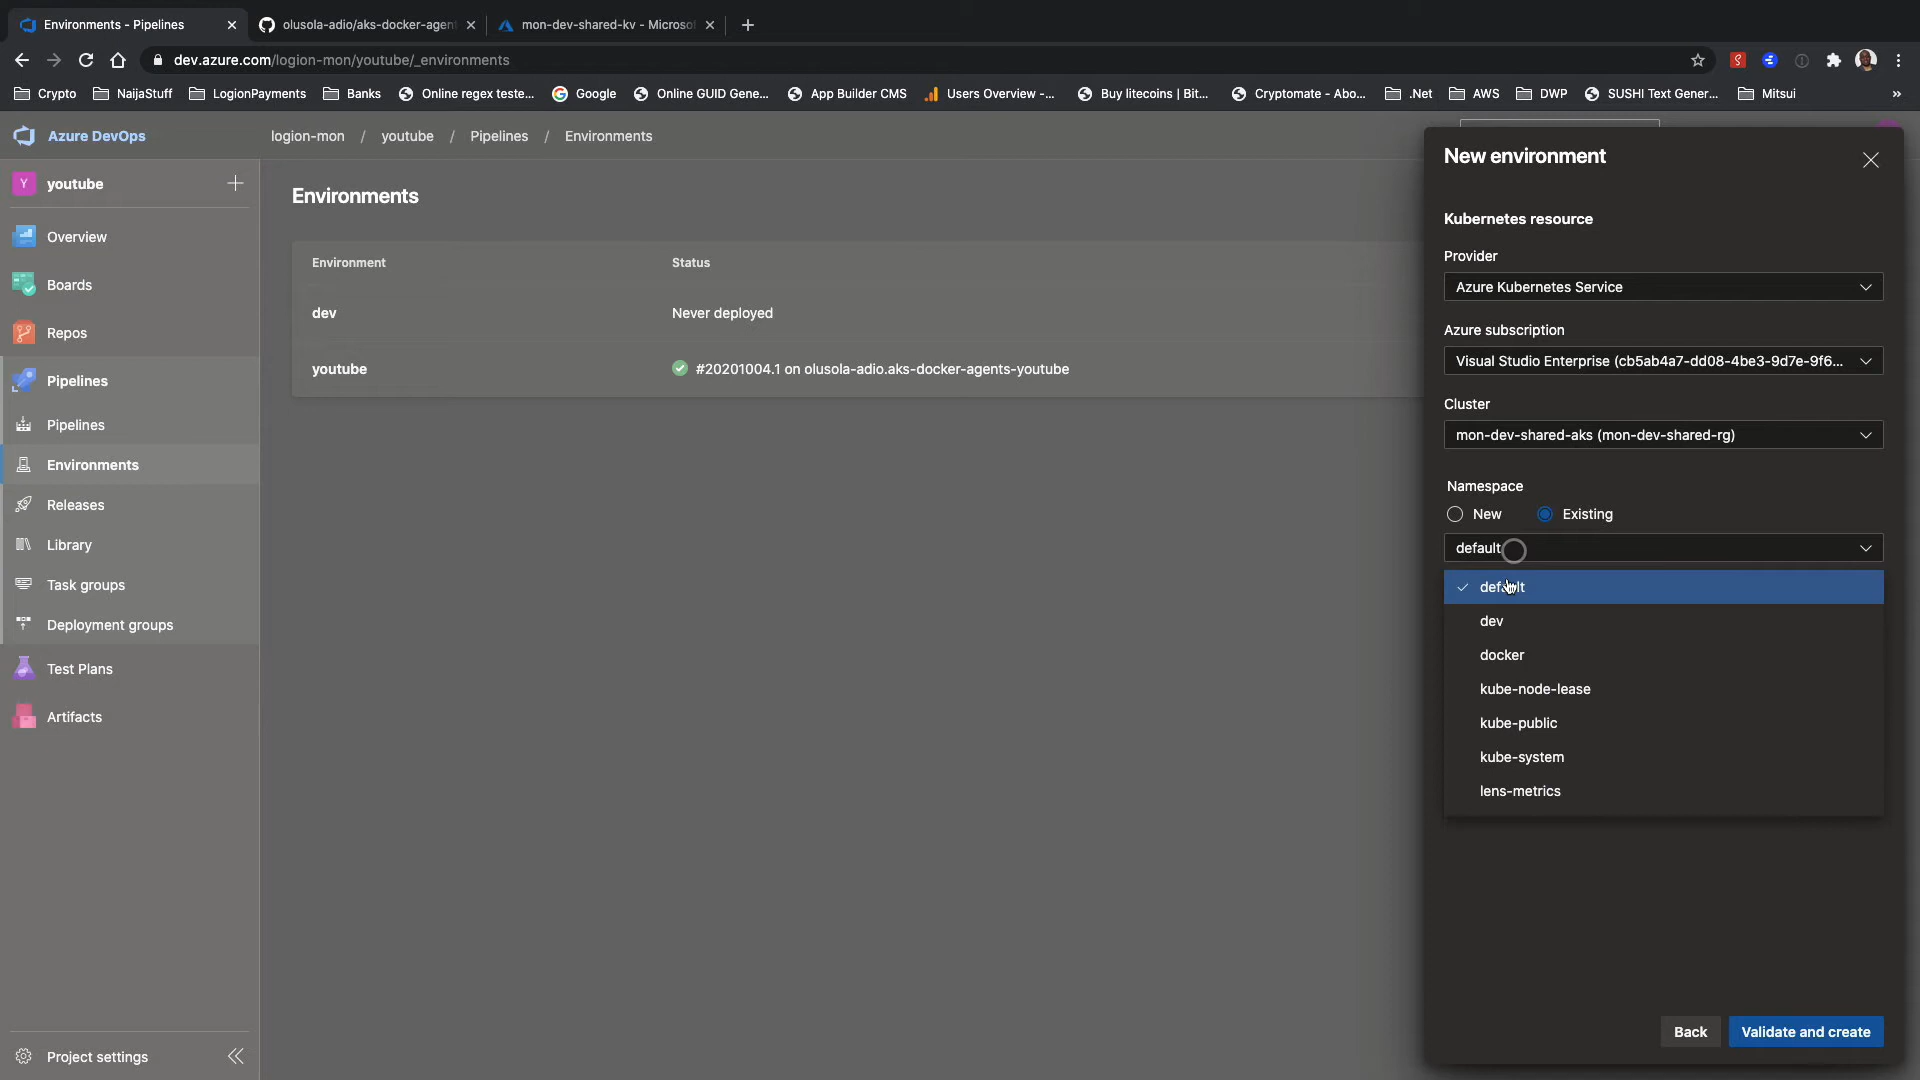 Environments - Pipelines
olusola-adio/aks-docker-agen
mon-dev-shared-kv - Microso
dev.azure.com/logion-mon/youtube/_environments
Crypto NaijaStuff LogionPayments Banks Online regex teste... Google Online GUID Gene... App Builder CMS Users Overview -... Buy litecoins | Bit... Cryptomate - Abo... .Net AWS DWP SUSHI Text Gener... Mitsui »
Azure DevOps
logion-mon / youtube / Pipelines / Environments
Y youtube
Overview
Boards
Repos
Pipelines
Pipelines
Environments
Releases
Library
Task groups
Deployment groups
Test Plans
Artifacts
Project settings
Environments
Environment Status
dev Never deployed
youtube #20201004.1 on olusola-adio.aks-docker-agents-youtube
New environment
Kubernetes resource
Provider
Azure Kubernetes Service
Azure subscription
Visual Studio Enterprise (cb5ab4a7-dd08-4be3-9d7e-9f6...
Cluster
mon-dev-shared-aks (mon-dev-shared-rg)
Namespace
New Existing
default
default
dev
docker
kube-node-lease
kube-public
kube-system
lens-metrics
Back Validate and create